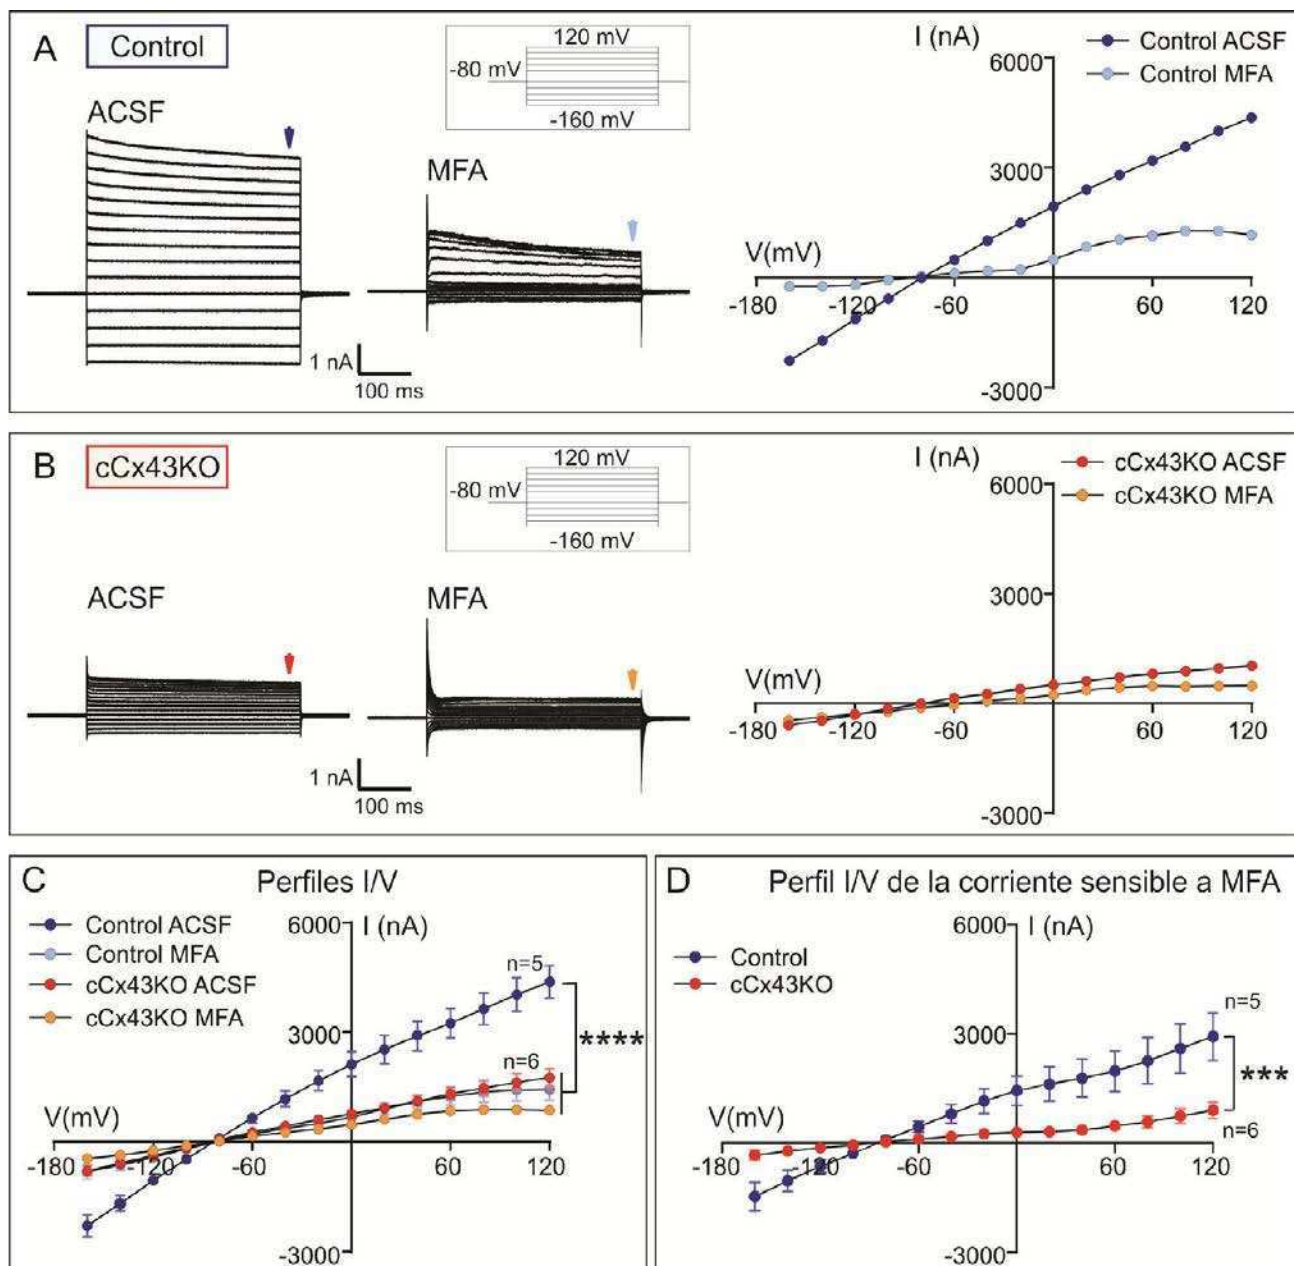 A
Control
ACSF
120 mV
-80 mV
-160 mV
MFA
1 nA
100 ms
I (nA)
Control ACSF
Control MFA
6000
3000
V(mV)
-180
-120
-60
60
120
-3000
B
cCx43KO
ACSF
120 mV
-80 mV
-160 mV
MFA
1 nA
100 ms
I (nA)
cCx43KO ACSF
cCx43KO MFA
6000
3000
V(mV)
-180
-120
-60
60
120
-3000
C
Perfiles I/V
Control ACSF
Control MFA
cCx43KO ACSF
cCx43KO MFA
6000
I (nA)
n=5
3000
****
n=6
V(mV)
-180
-120
-60
60
120
-3000
D
Perfil I/V de la corriente sensible a MFA
Control
cCx43KO
6000
I (nA)
n=5
3000
***
n=6
V(mV)
-180
-120
-60
60
120
-3000